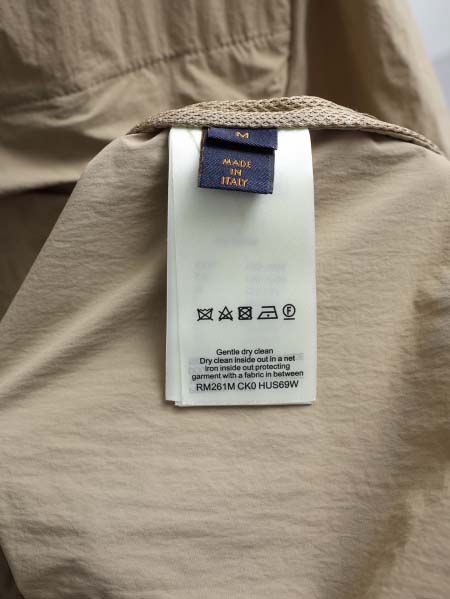 M
MADE
IN
ITALY
Gentle dry clean
Dry clean inside out in a net
Iron inside out protecting
garment with a fabric in between
RM261M CK0 HUS69W